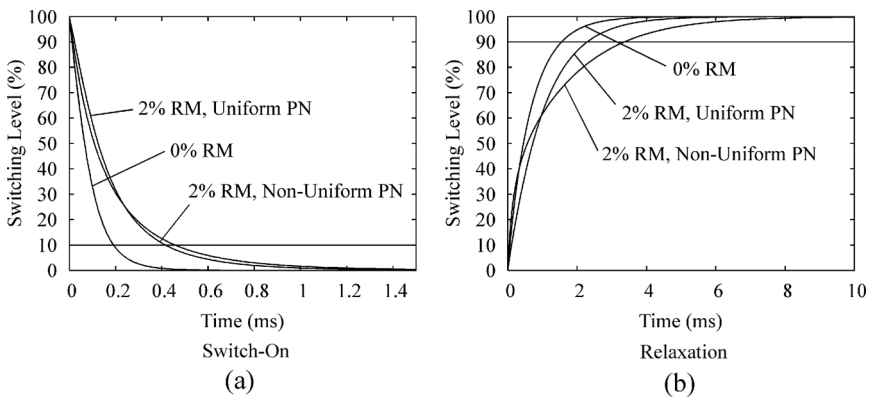 Switching Level (%)
100
90
80
70
60
50
40
30
20
10
0
2% RM, Uniform PN
0% RM
2% RM, Non-Uniform PN
0 0.2 0.4 0.6 0.8 1 1.2 1.4
Time (ms)
Switch-On
(a)
Switching Level (%)
100
90
80
70
60
50
40
30
20
10
0
0% RM
2% RM, Uniform PN
2% RM, Non-Uniform PN
0 2 4 6 8 10
Time (ms)
Relaxation
(b)